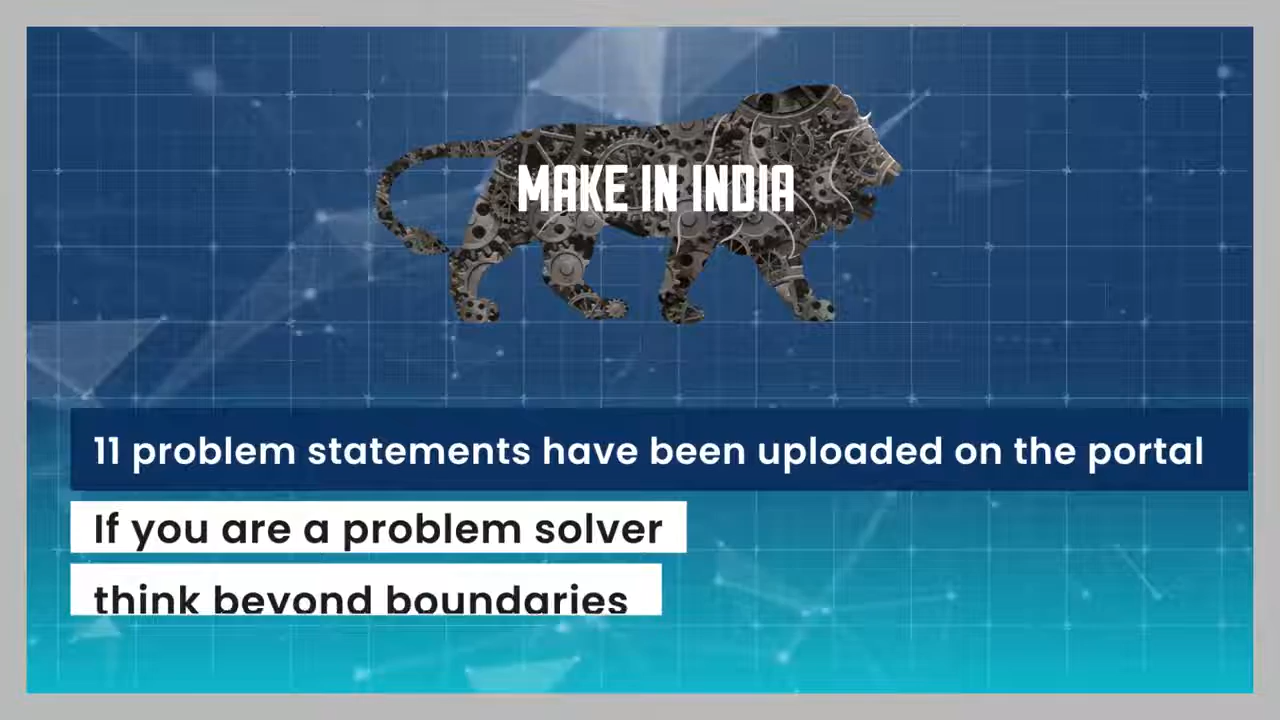 MAKE IN INDIA
11 problem statements have been uploaded on the portal
If you are a problem solver
think beyond boundaries